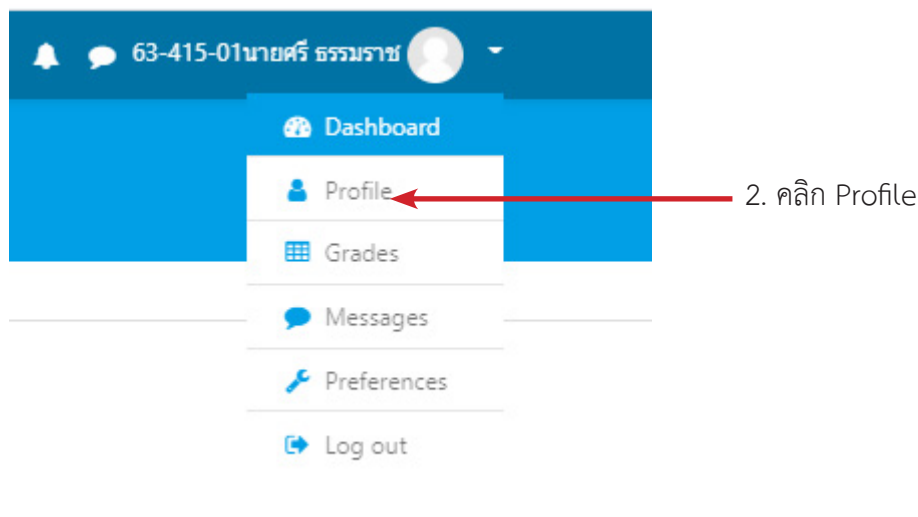 63-415-01นายศรี ธรรมราช
Dashboard
Profile
2. คลิก Profile
Grades
Messages
Preferences
Log out